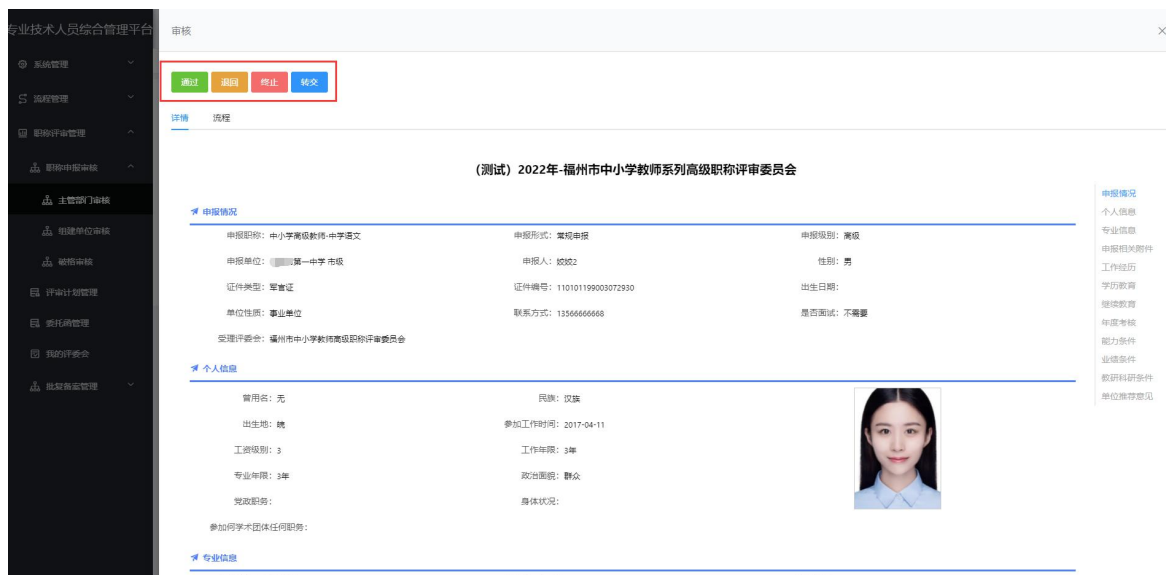 专业技术人员综合管理平台
系统管理
流程管理
职称评审管理
职称申报审核
主管部门审核
组建单位审核
破格审核
评审计划管理
委托函管理
我的评委会
批复备案管理
审核
通过 退回 终止 转交
详情 流程
（测试）2022年-福州市中小学教师系列高级职称评审委员会
申报情况
申报职称：中小学高级教师-中学语文 申报形式：常规申报 申报级别：高级
申报单位： 第一中学 市级 申报人：姣姣2 性别：男
证件类型：军官证 证件编号：110101199003072930 出生日期：
单位性质：事业单位 联系方式：13566666668 是否面试：不需要
受理评委会：福州市中小学教师高级职称评审委员会
个人信息
曾用名：无 民族：汉族
出生地：皖 参加工作时间：2017-04-11
工资级别：3 工作年限：3年
专业年限：3年 政治面貌：群众
党政职务： 身体状况：
参加何学术团体任何职务：
专业信息
申报情况
个人信息
专业信息
申报相关附件
工作经历
学历教育
继续教育
年度考核
能力条件
业绩条件
教研科研条件
单位推荐意见